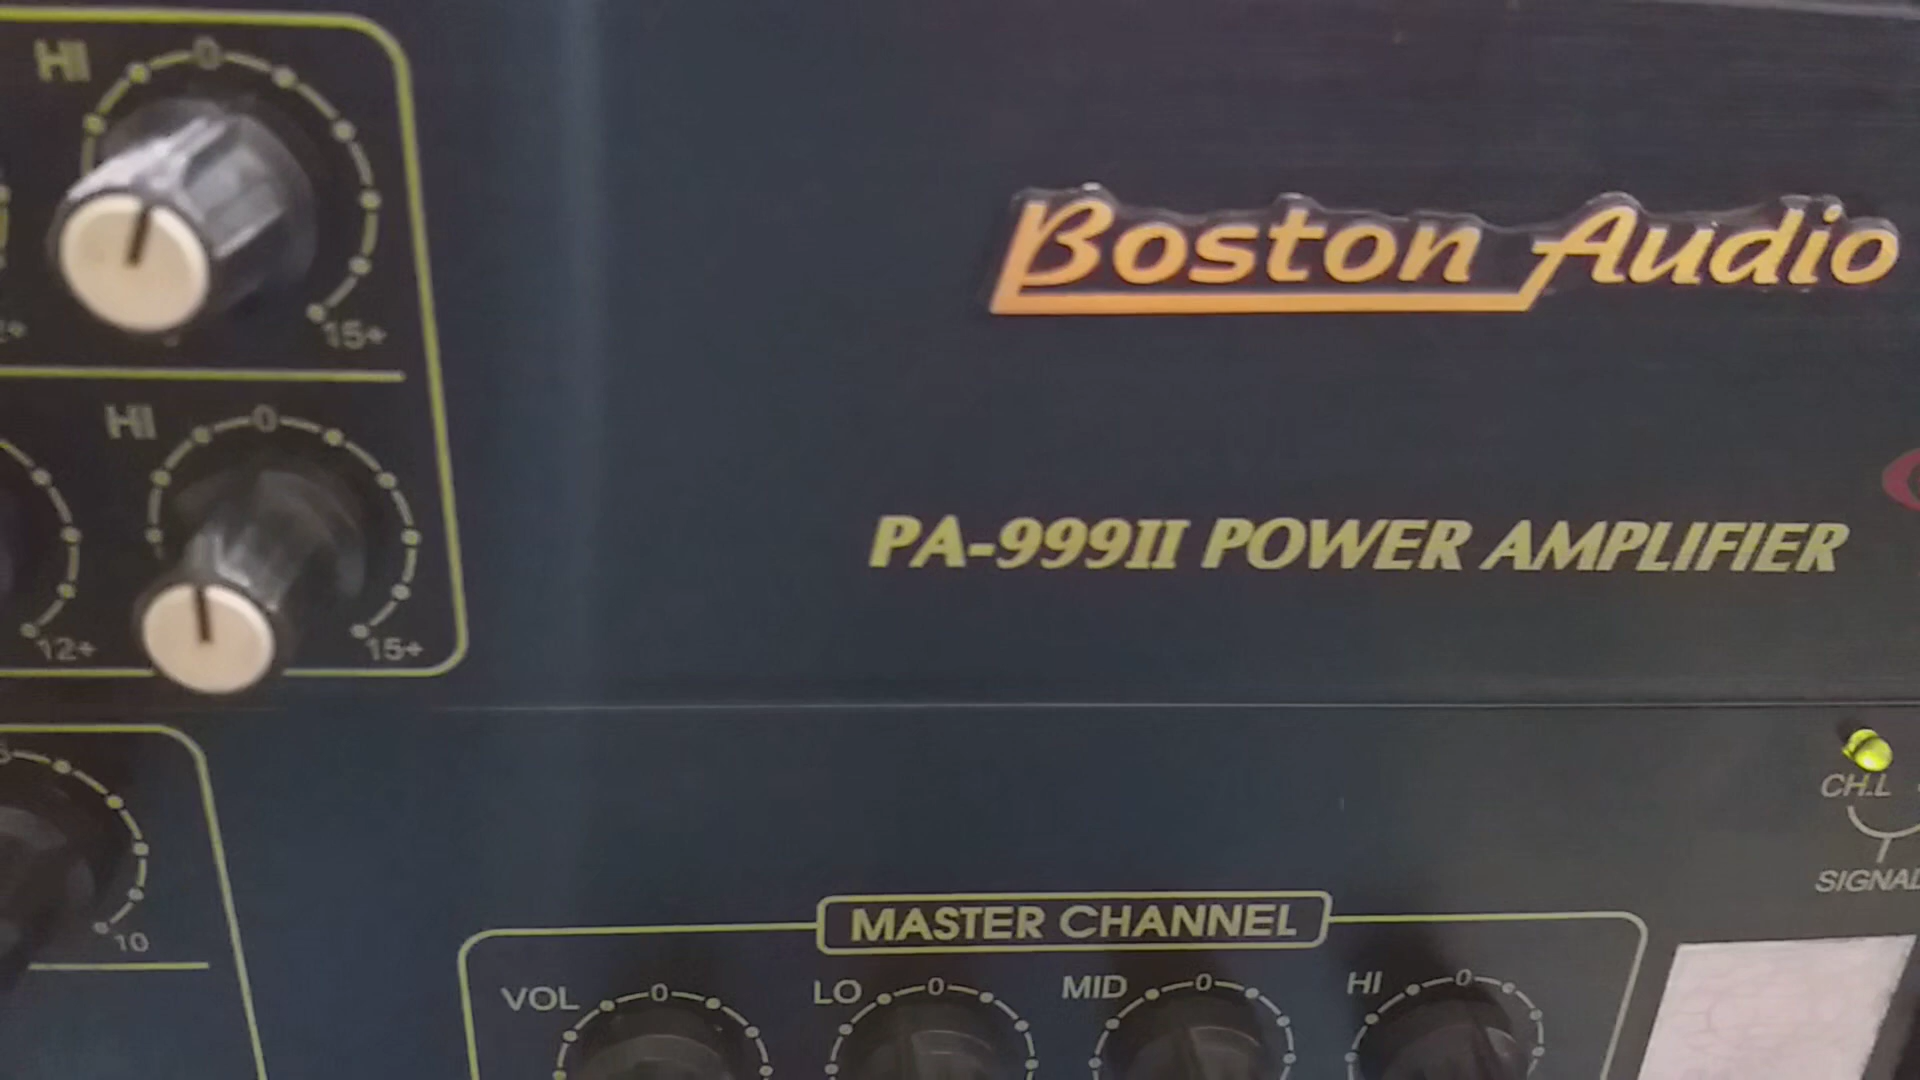 HI 0
15+
Boston Audio
HI 0
12+ 15+
PA-999II POWER AMPLIFIER
CH.L
SIGNAL
10
MASTER CHANNEL
VOL 0 LO 0 MID 0 HI 0